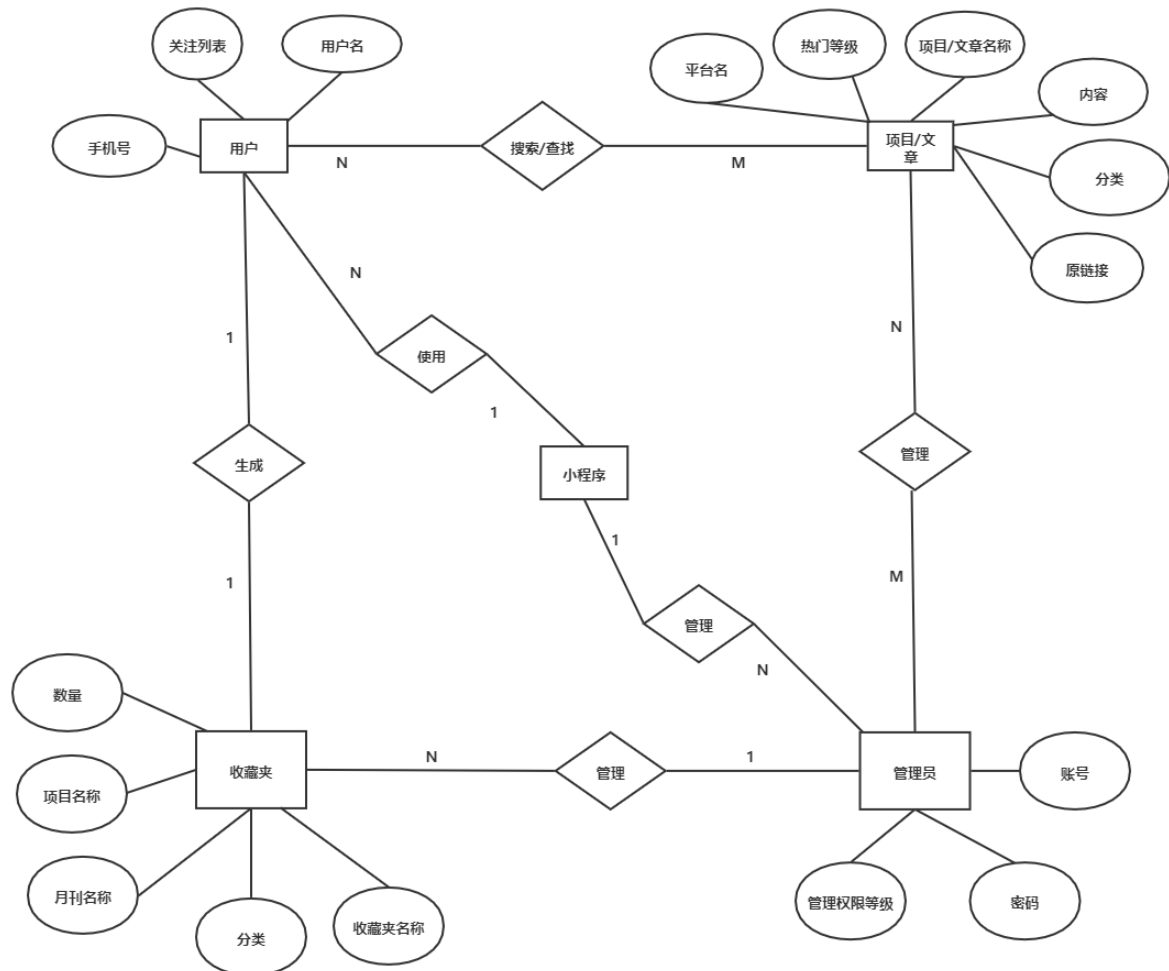 关注列表
用户名
热门等级
项目/文章名称
平台名
内容
手机号
用户
N
搜索/查找
M
项目/文
章
分类
原链接
N
1
使用
N
1
生成
小程序
管理
1
1
M
管理
N
数量
收藏夹
N
管理
1
管理员
账号
项目名称
月刊名称
分类
收藏夹名称
管理权限等级
密码